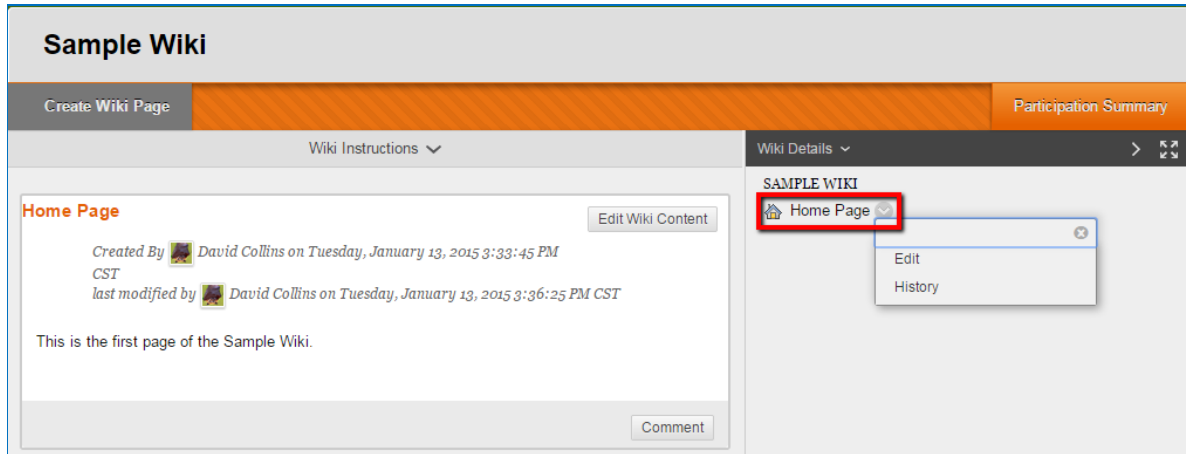 Sample Wiki
Create Wiki Page
Participation Summary
Wiki Instructions
Wiki Details
Home Page
Edit Wiki Content
Created By David Collins on Tuesday, January 13, 2015 3:33:45 PM
CST
last modified by David Collins on Tuesday, January 13, 2015 3:36:25 PM CST
This is the first page of the Sample Wiki.
Comment
SAMPLE WIKI
Home Page
Edit
History